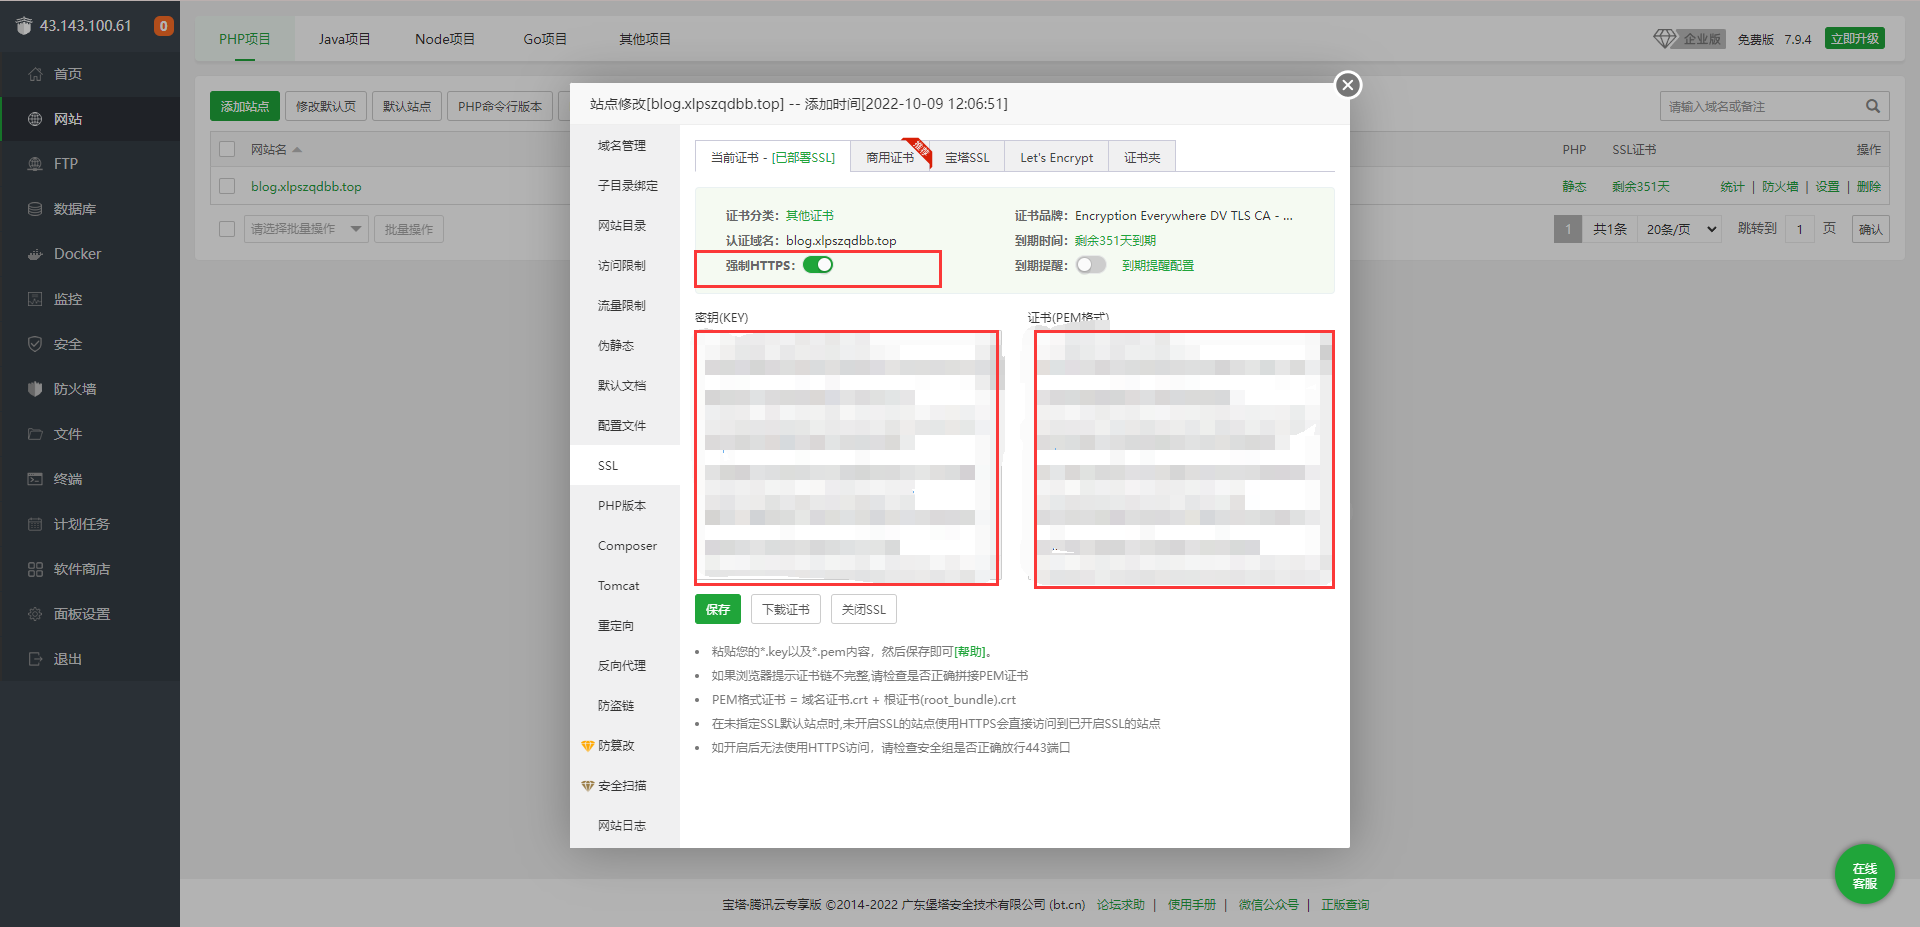 43.143.100.61
0
首页
网站
FTP
数据库
Docker
监控
安全
防火墙
文件
终端
计划任务
软件商店
面板设置
退出
PHP项目
Java项目
Node项目
Go项目
其他项目
企业版
免费版
7.9.4
立即升级
添加站点
修改默认页
默认站点
PHP命令行版本
请输入域名或备注
网站名
PHP
SSL证书
操作
blog.xlpszqdbb.top
静态
剩余351天
统计 | 防火墙 | 设置 | 删除
请选择批量操作
批量操作
1
共1条
20条/页
跳转到
1
页
确认
站点修改[blog.xlpszqdbb.top] -- 添加时间[2022-10-09 12:06:51]
域名管理
子目录绑定
网站目录
访问限制
流量限制
伪静态
默认文档
配置文件
SSL
PHP版本
Composer
Tomcat
重定向
反向代理
防盗链
防篡改
安全扫描
网站日志
当前证书 - [已部署SSL]
商用证书
推荐
宝塔SSL
Let's Encrypt
证书夹
证书分类：其他证书
证书品牌：Encryption Everywhere DV TLS CA - ...
认证域名：blog.xlpszqdbb.top
到期时间：剩余351天到期
强制HTTPS：
到期提醒：
到期提醒配置
密钥(KEY)
证书(PEM格式)
保存
下载证书
关闭SSL
粘贴您的*.key以及*.pem内容，然后保存即可[帮助]。
如果浏览器提示证书链不完整,请检查是否正确拼接PEM证书
PEM格式证书 = 域名证书.crt + 根证书(root_bundle).crt
在未指定SSL默认站点时,未开启SSL的站点使用HTTPS会直接访问到已开启SSL的站点
如开启后无法使用HTTPS访问，请检查安全组是否正确放行443端口
在线
客服
宝塔·腾讯云专享版 ©2014-2022 广东堡塔安全技术有限公司 (bt.cn)
论坛求助 | 使用手册 | 微信公众号 | 正版查询